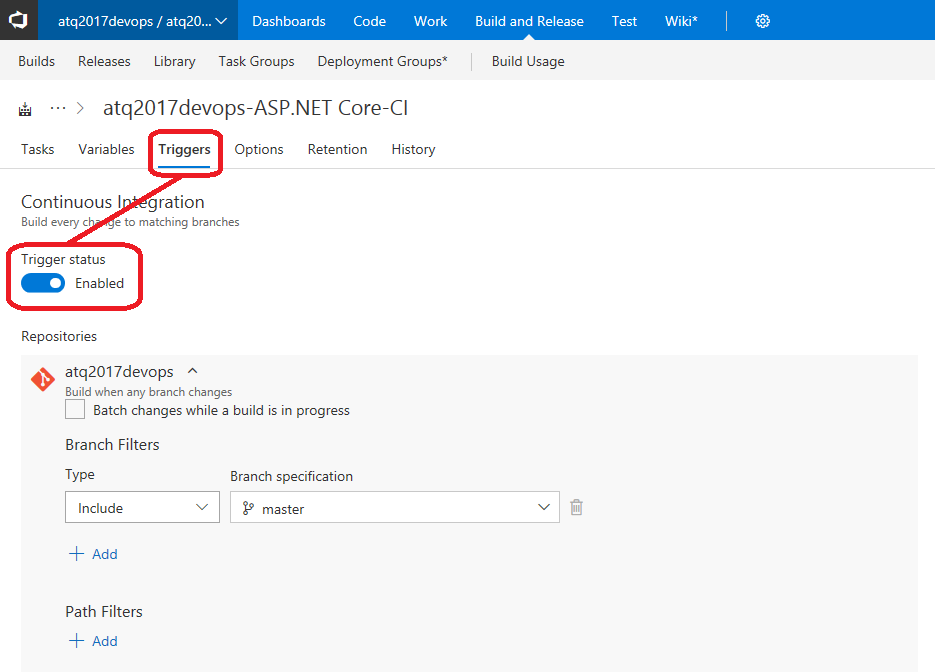 atq2017devops / atq20... Dashboards Code Work Build and Release Test Wiki*
Builds Releases Library Task Groups Deployment Groups* Build Usage
... > atq2017devops-ASP.NET Core-CI
Tasks Variables Triggers Options Retention History
Continuous Integration
Build every change to matching branches
Trigger status
Enabled
Repositories
atq2017devops
Build when any branch changes
Batch changes while a build is in progress
Branch Filters
Type Branch specification
Include master
+ Add
Path Filters
+ Add